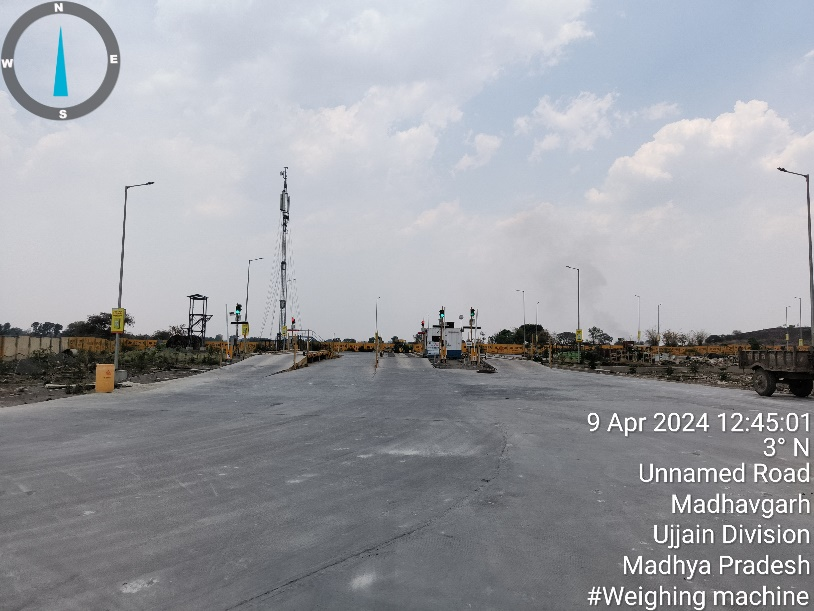 N
W
E
S
9 Apr 2024 12:45:01
3° N
Unnamed Road
Madhavgarh
Ujjain Division
Madhya Pradesh
#Weighing machine